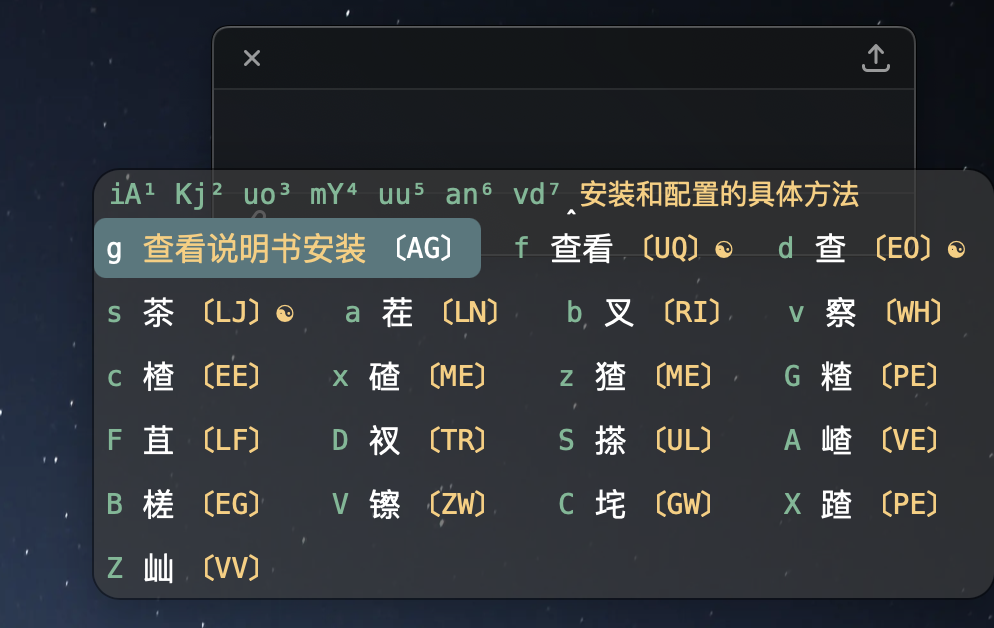 iA¹ Kj² uo³ mY⁴ uu⁵ an⁶ vd⁷ ‸安装和配置的具体方法
g 查看说明书安装 〔AG〕 f 查看 〔UQ〕☯ d 查 〔EO〕☯
s 茶 〔LJ〕☯ a 茬 〔LN〕 b 叉 〔RI〕 v 察 〔WH〕
c 楂 〔EE〕 x 碴 〔ME〕 z 猹 〔ME〕 G 糌 〔PE〕
F 苴 〔LF〕 D 衩 〔TR〕 S 搽 〔UL〕 A 嵖 〔VE〕
B 槎 〔EG〕 V 镲 〔ZW〕 C 垞 〔GW〕 X 蹅 〔PE〕
Z 㠺 〔VV〕